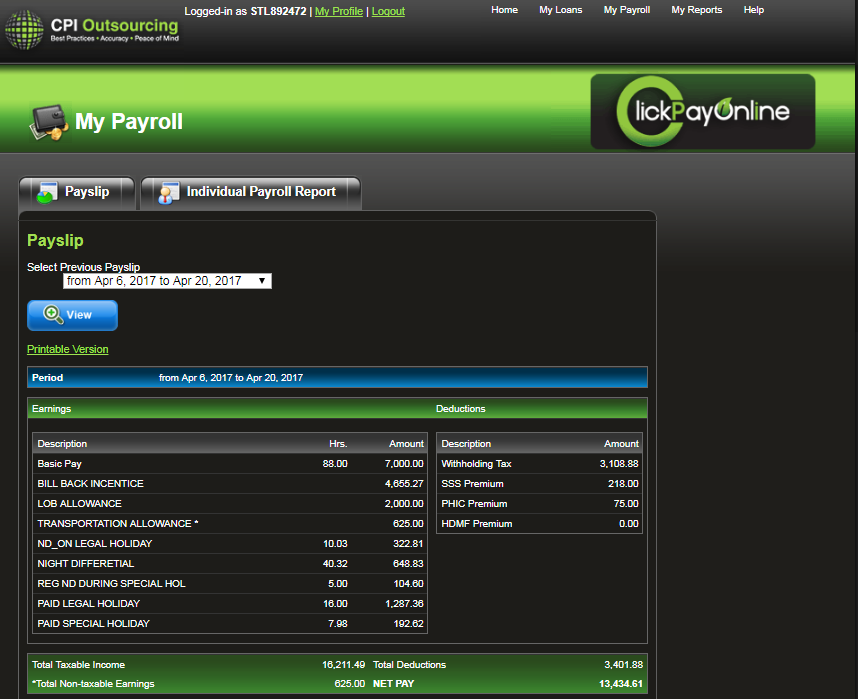 Logged-in as STL892472 | My Profile | Logout
Home My Loans My Payroll My Reports Help
CPI Outsourcing
Best Practices • Accuracy • Peace of Mind
My Payroll
ClickPayOnline
Payslip Individual Payroll Report
Payslip
Select Previous Payslip
from Apr 6, 2017 to Apr 20, 2017
View
Printable Version
Period from Apr 6, 2017 to Apr 20, 2017
Earnings Deductions
Description Hrs. Amount Description Amount
Basic Pay 88.00 7,000.00 Withholding Tax 3,108.88
BILL BACK INCENTICE 4,655.27 SSS Premium 218.00
LOB ALLOWANCE 2,000.00 PHIC Premium 75.00
TRANSPORTATION ALLOWANCE * 625.00 HDMF Premium 0.00
ND_ON LEGAL HOLIDAY 10.03 322.81
NIGHT DIFFERETIAL 40.32 648.83
REG ND DURING SPECIAL HOL 5.00 104.60
PAID LEGAL HOLIDAY 16.00 1,287.36
PAID SPECIAL HOLIDAY 7.98 192.62
Total Taxable Income 16,211.49 Total Deductions 3,401.88
*Total Non-taxable Earnings 625.00 NET PAY 13,434.61